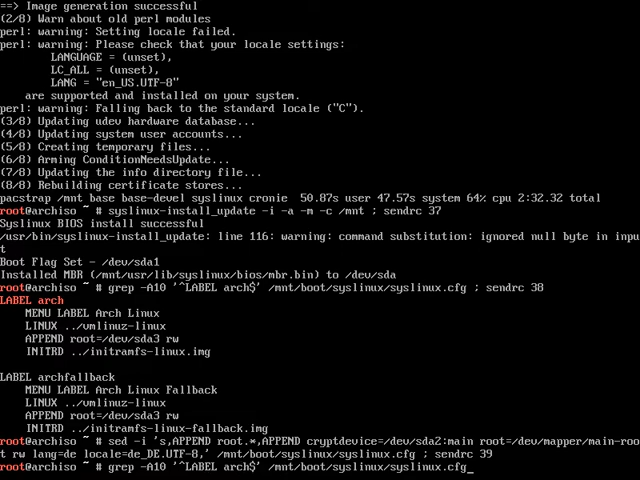 ==> Image generation successful
(2/8) Warn about old perl modules
perl: warning: Setting locale failed.
perl: warning: Please check that your locale settings:
        LANGUAGE = (unset),
        LC_ALL = (unset),
        LANG = "en_US.UTF-8"
    are supported and installed on your system.
perl: warning: Falling back to the standard locale ("C").
(3/8) Updating udev hardware database...
(4/8) Updating system user accounts...
(5/8) Creating temporary files...
(6/8) Arming ConditionNeedsUpdate...
(7/8) Updating the info directory file...
(8/8) Rebuilding certificate stores...
pacstrap /mnt base base-devel syslinux cronie  50.87s user 47.57s system 64% cpu 2:32.32 total
root@archiso ~ # syslinux-install_update -i -a -m -c /mnt ; sendrc 37
Syslinux BIOS install successful
/usr/bin/syslinux-install_update: line 116: warning: command substitution: ignored null byte in inpu
t
Boot Flag Set - /dev/sda1
Installed MBR (/mnt/usr/lib/syslinux/bios/mbr.bin) to /dev/sda
root@archiso ~ # grep -A10 '^LABEL arch$' /mnt/boot/syslinux/syslinux.cfg ; sendrc 38
LABEL arch
    MENU LABEL Arch Linux
    LINUX ../vmlinuz-linux
    APPEND root=/dev/sda3 rw
    INITRD ../initramfs-linux.img

LABEL archfallback
    MENU LABEL Arch Linux Fallback
    LINUX ../vmlinuz-linux
    APPEND root=/dev/sda3 rw
    INITRD ../initramfs-linux-fallback.img
root@archiso ~ # sed -i 's,APPEND root.*,APPEND cryptdevice=/dev/sda2:main root=/dev/mapper/main-roo
t rw lang=de locale=de_DE.UTF-8,' /mnt/boot/syslinux/syslinux.cfg ; sendrc 39
root@archiso ~ # grep -A10 '^LABEL arch$' /mnt/boot/syslinux/syslinux.cfg_